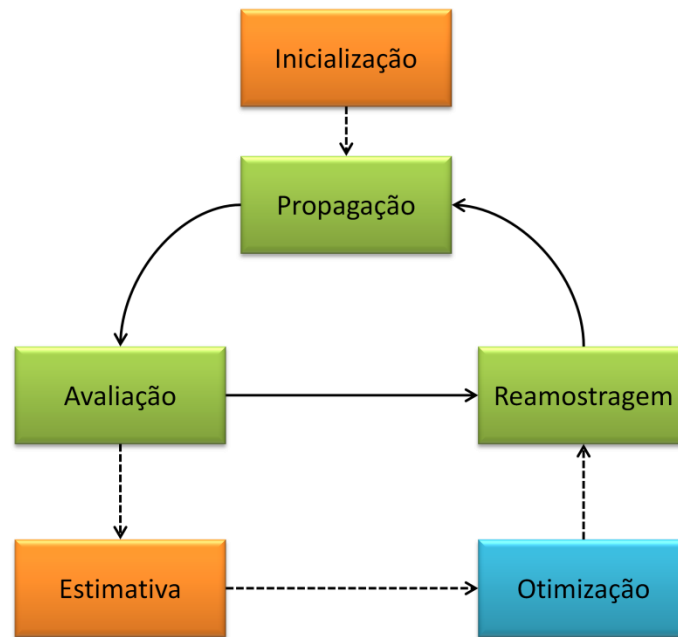 Inicialização
Propagação
Avaliação
Reamostragem
Estimativa
Otimização